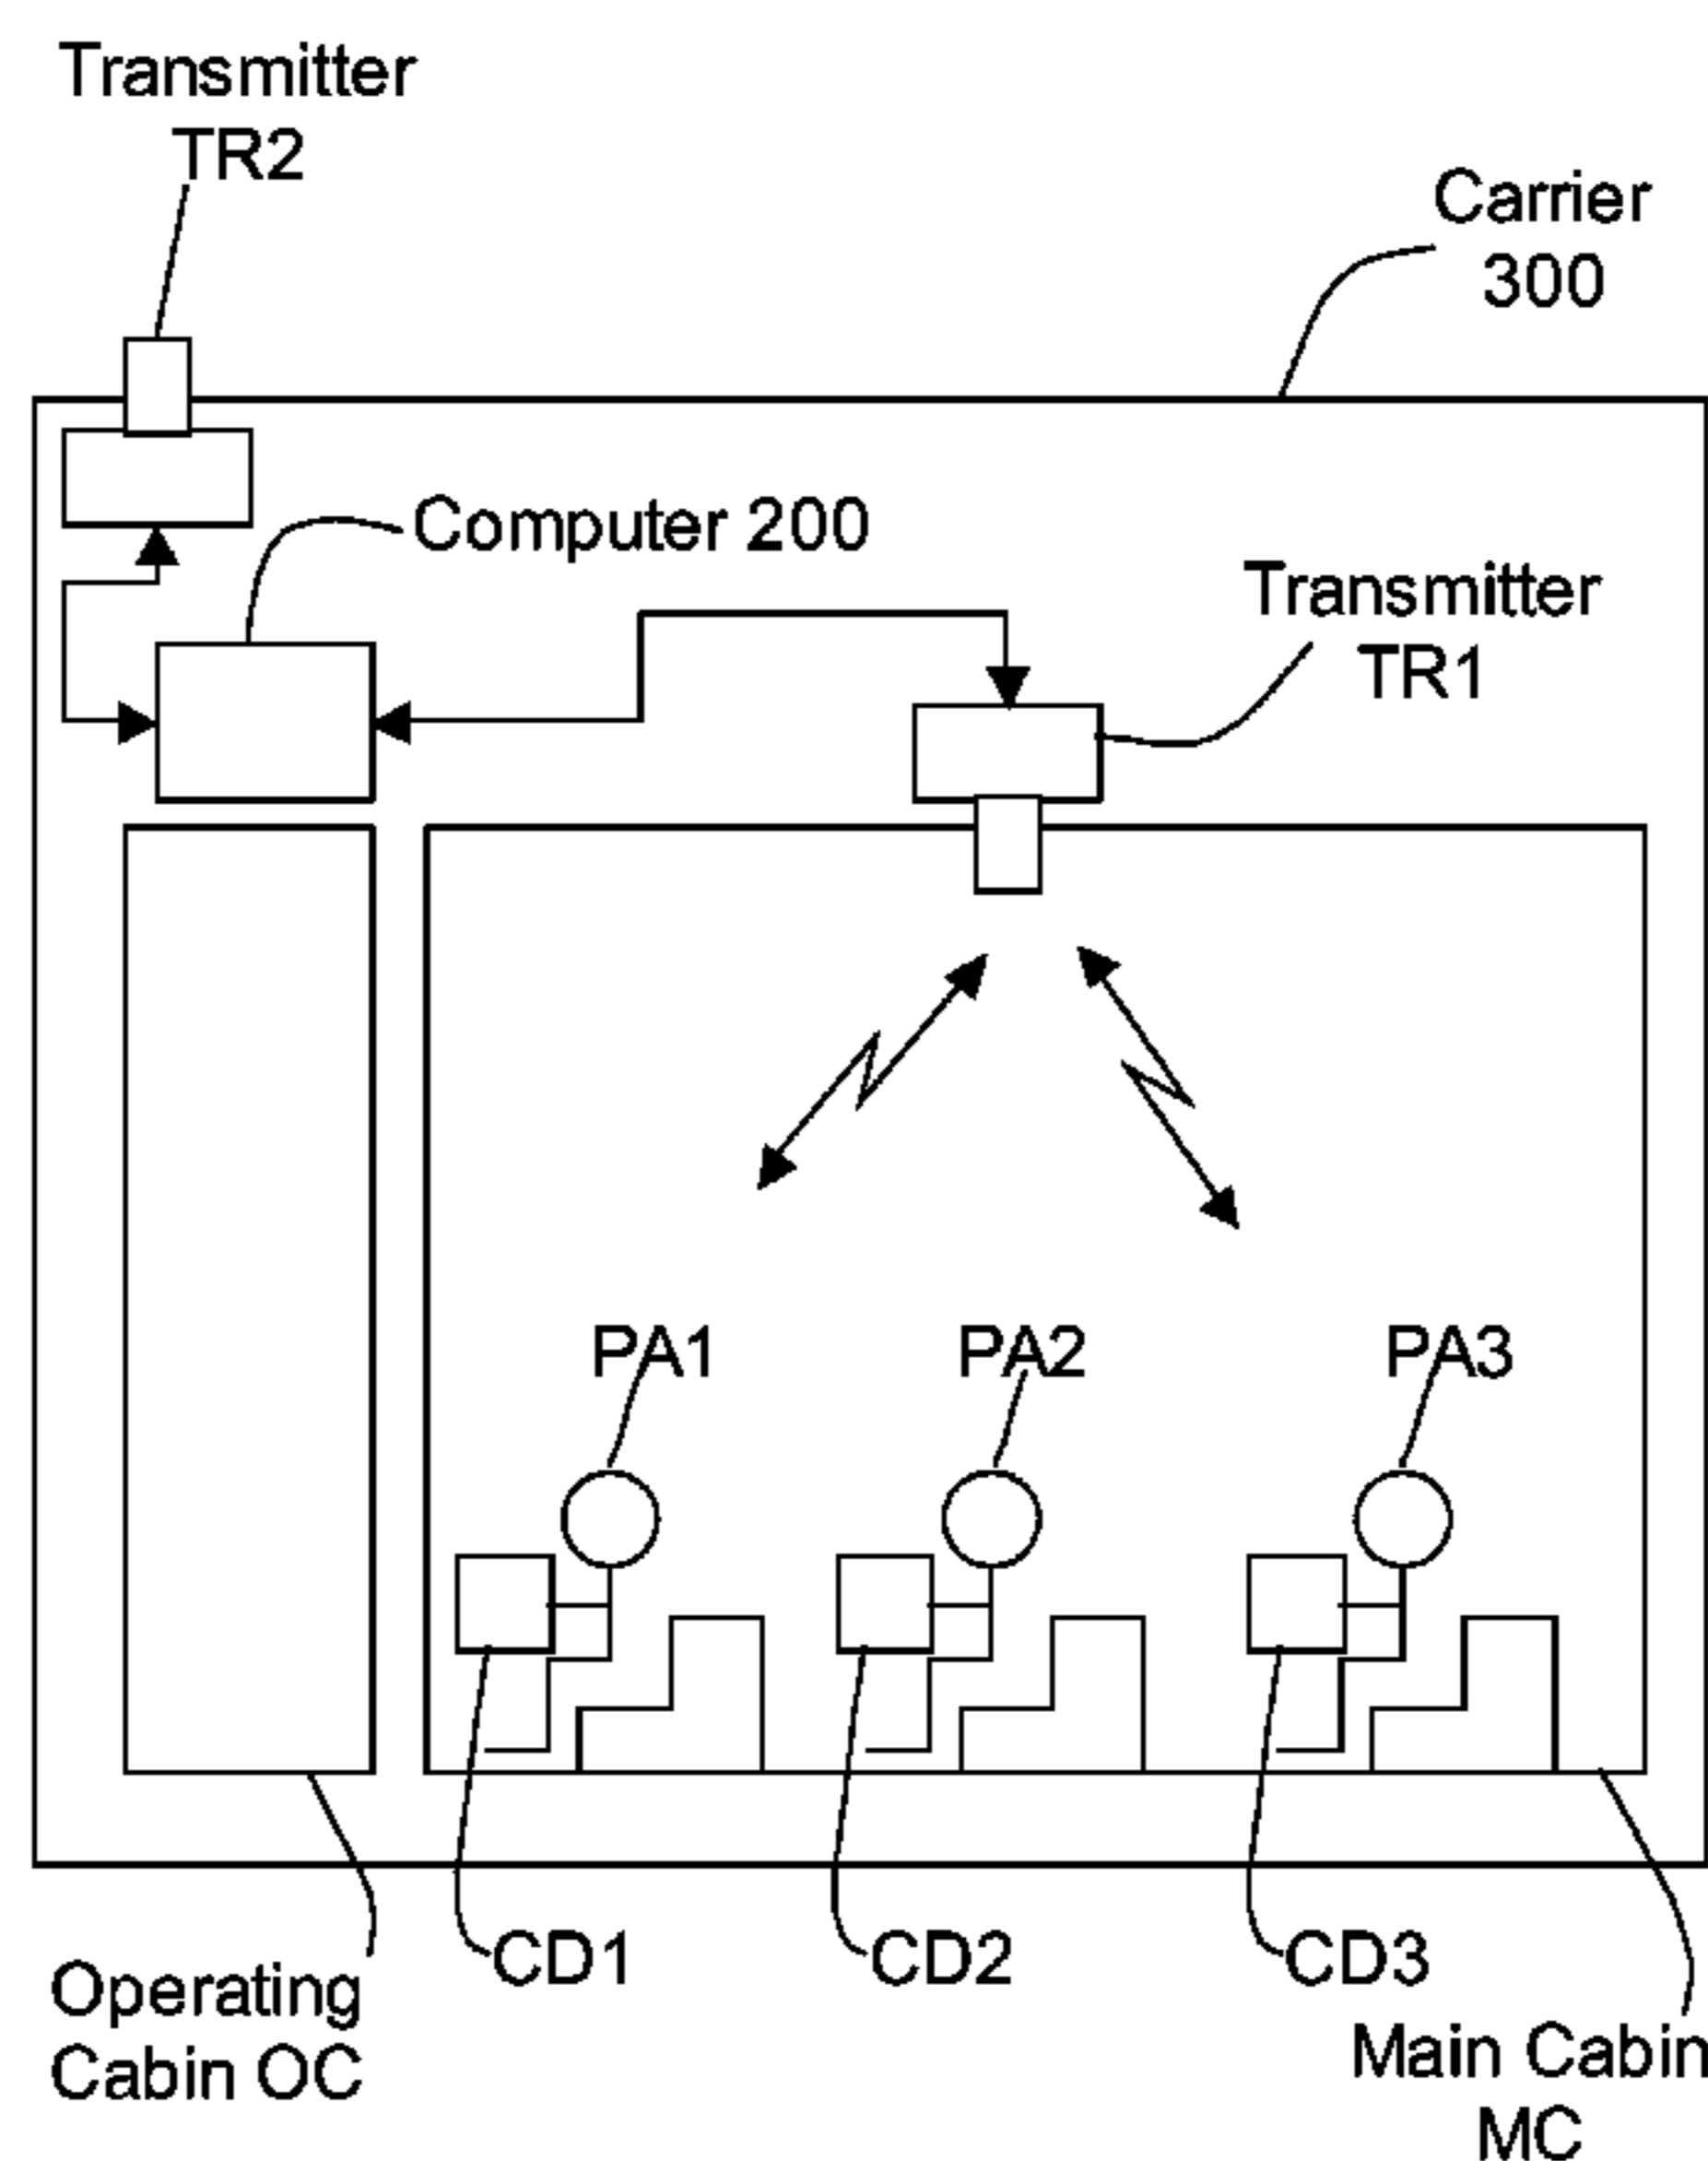 Transmitter
TR2
Carrier
300
Computer 200
Transmitter
TR1
PA1
PA2
PA3
CD1
CD2
CD3
Operating
Cabin OC
Main Cabin
MC